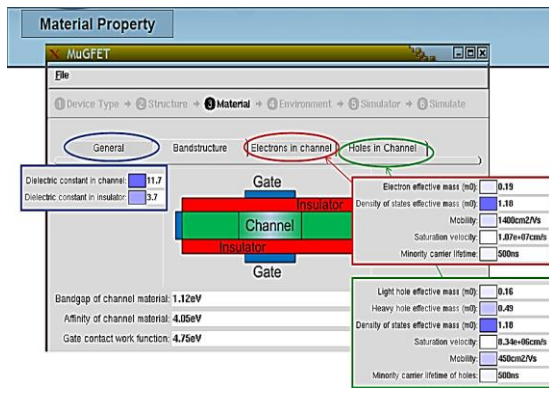 Material Property
MuGFET
File
1 Device Type → 2 Structure → 3 Material → 4 Environment → 5 Simulator → 6 Simulate
General Bandstructure Electrons in channel Holes in Channel
Dielectric constant in channel: 11.7
Dielectric constant in insulator: 3.7
Gate
Insulator
Channel
Insulator
Gate
Bandgap of channel material: 1.12eV
Affinity of channel material: 4.05eV
Gate contact work function: 4.75eV
Electron effective mass (m0): 0.19
Density of states effective mass (m0): 1.18
Mobility: 1400cm2/Vs
Saturation velocity: 1.07e+07cm/s
Minority carrier lifetime: 500ns
Light hole effective mass (m0): 0.16
Heavy hole effective mass (m0): 0.49
Density of states effective mass (m0): 1.18
Saturation velocity: 8.34e+06cm/s
Mobility: 450cm2/Vs
Minority carrier lifetime of holes: 500ns